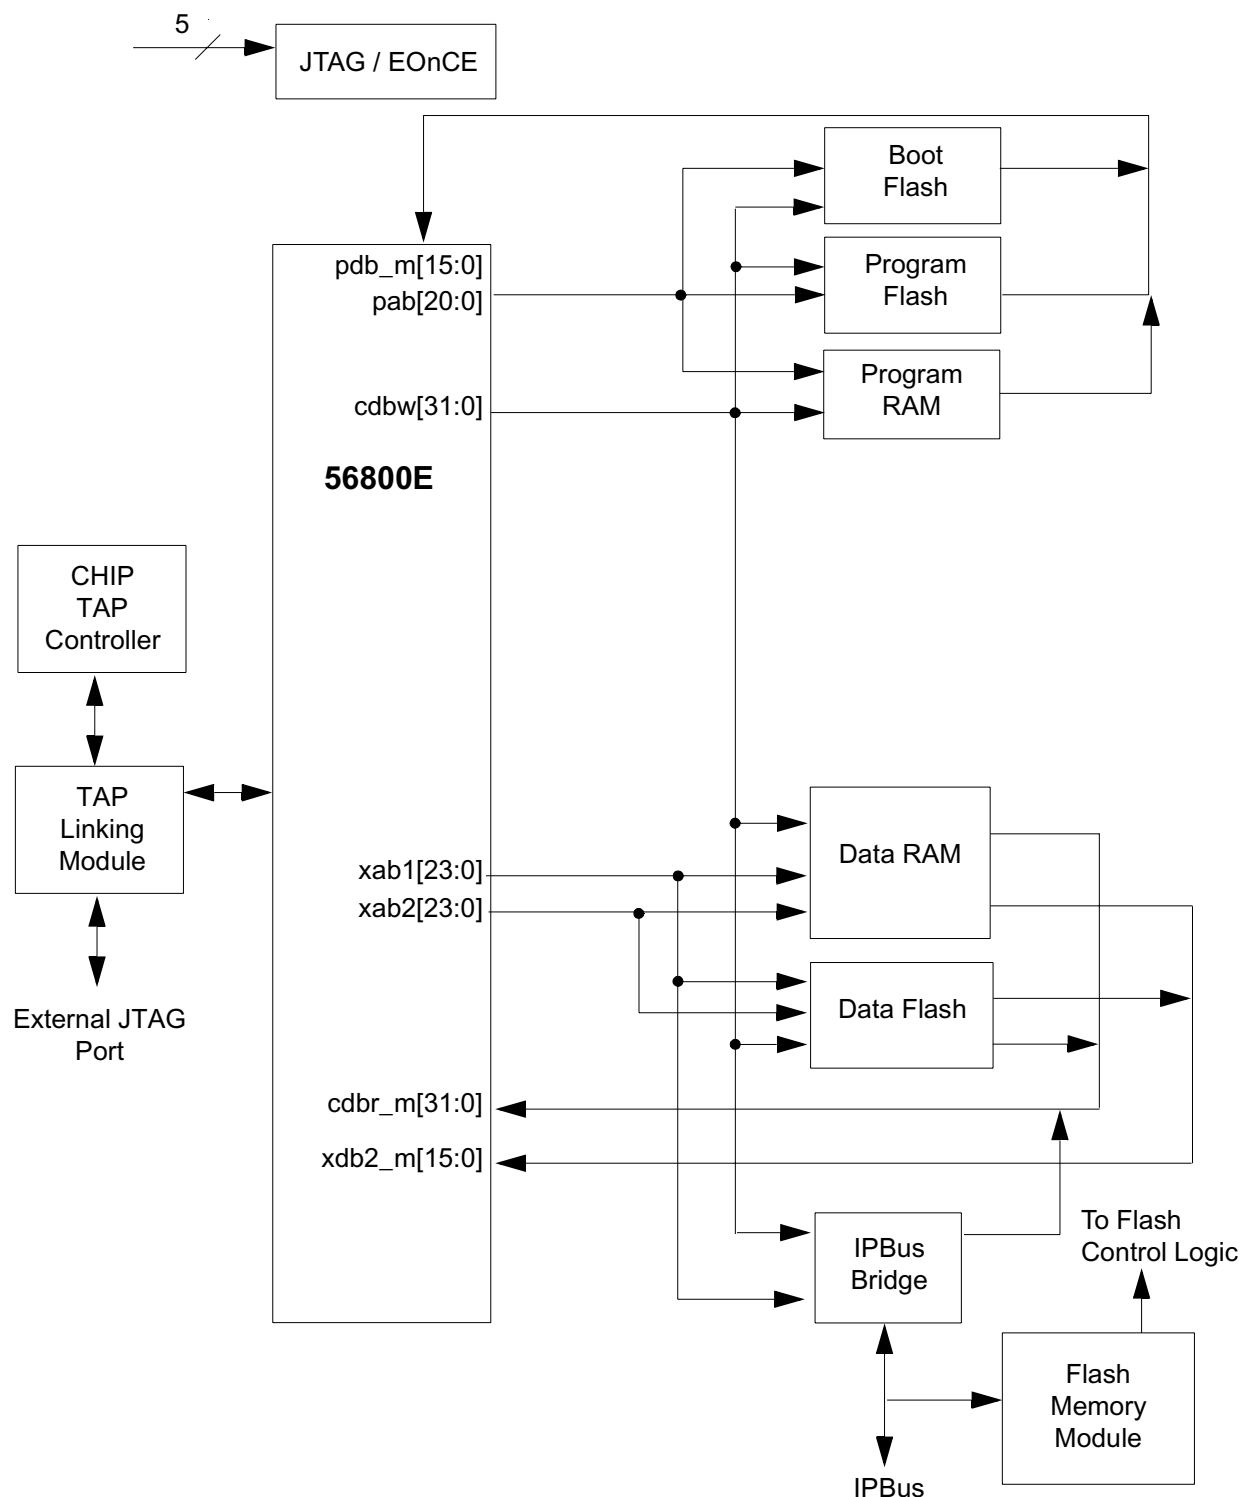 5
JTAG / EOnCE
Boot
Flash
pdb_m[15:0]
pab[20:0]
Program
Flash
Program
RAM
cdbw[31:0]
56800E
CHIP
TAP
Controller
TAP
Linking
Module
External JTAG
Port
xab1[23:0]
xab2[23:0]
Data RAM
Data Flash
cdbr_m[31:0]
xdb2_m[15:0]
IPBus
Bridge
To Flash
Control Logic
Flash
Memory
Module
IPBus